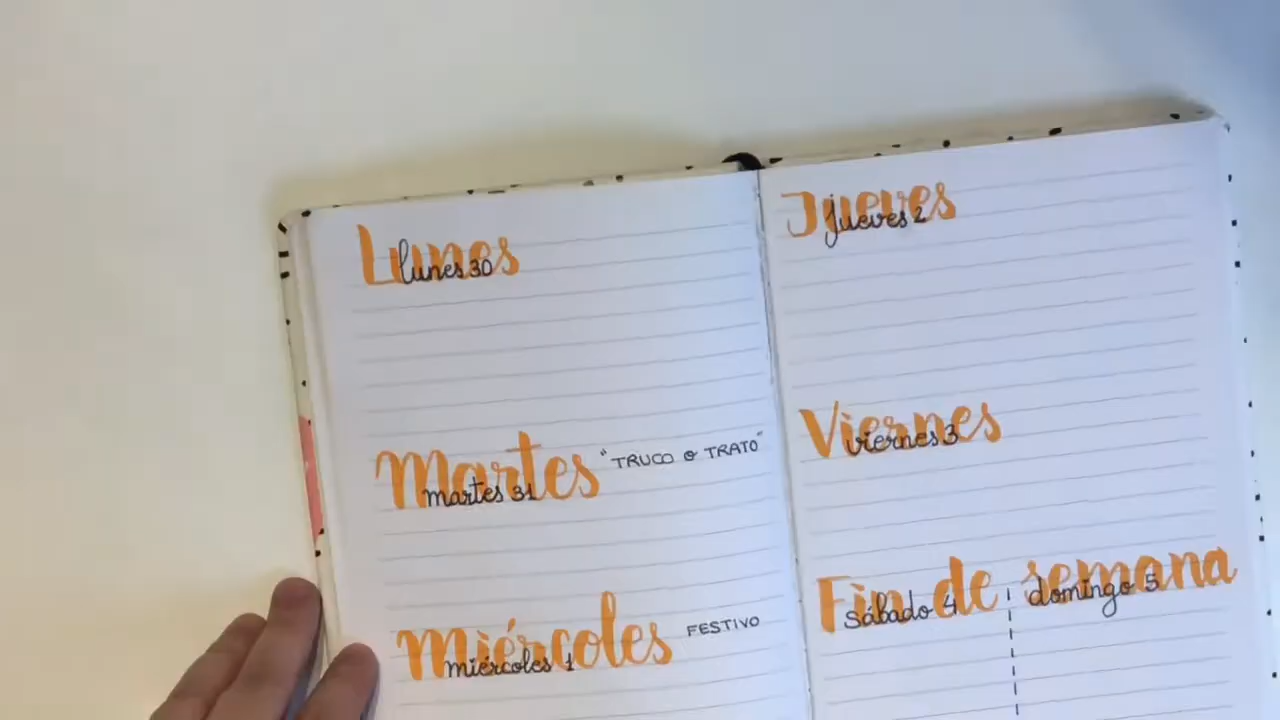 Lunes
lunes 30
Martes "TRUCO o TRATO"
martes 31
Miércoles FESTIVO
miércoles 1
Jueves
jueves 2
Viernes
viernes 3
Fin de semana
sábado 4 domingo 5